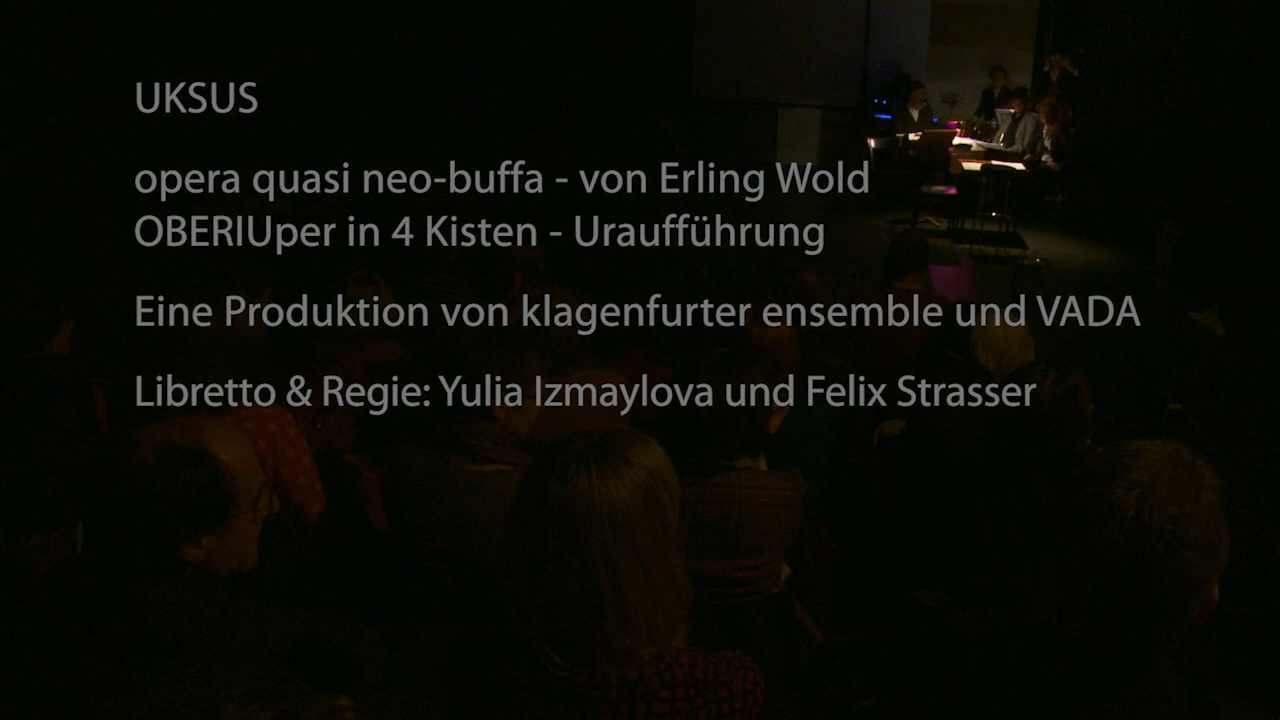 UKSUS
opera quasi neo-buffa - von Erling Wold
OBERIUper in 4 Kisten - Uraufführung
Eine Produktion von klagenfurter ensemble und VADA
Libretto & Regie: Yulia Izmaylova und Felix Strasser